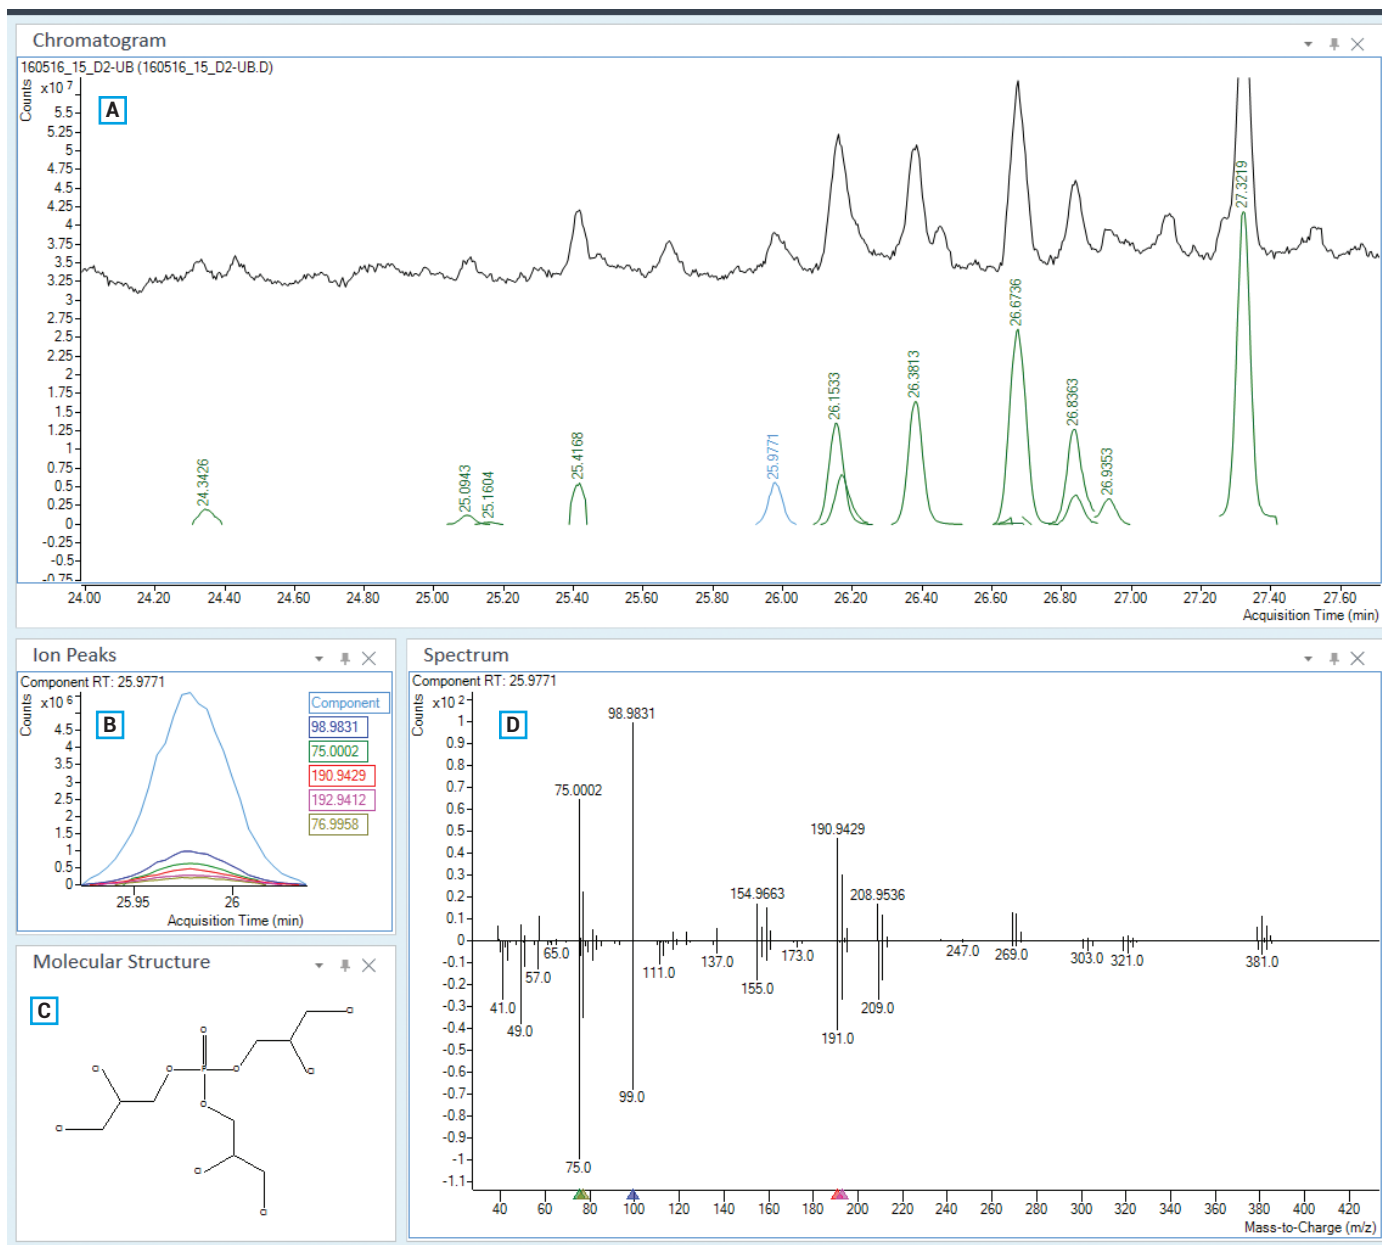 Chromatogram
160516_15_D2-UB (160516_15_D2-UB.D)
Counts
x10 7
A
5.5
5.25
5
4.75
4.5
4.25
4
3.75
3.5
3.25
3
2.75
2.5
2.25
2
1.75
1.5
1.25
1
0.75
0.5
0.25
0
-0.25
-0.5
-0.75
24.3426
25.0943
25.1604
25.4168
25.9771
26.1533
26.3813
26.6736
26.8363
26.9353
27.3219
24.00 24.20 24.40 24.60 24.80 25.00 25.20 25.40 25.60 25.80 26.00 26.20 26.40 26.60 26.80 27.00 27.20 27.40 27.60
Acquisition Time (min)
Ion Peaks
Component RT: 25.9771
Counts
x10 6
B
4.5
4
3.5
3
2.5
2
1.5
1
0.5
0
Component
98.9831
75.0002
190.9429
192.9412
76.9958
25.95 26
Acquisition Time (min)
Molecular Structure
C
O
Cl
O P O
Cl
Cl
O
Cl
Cl
Cl
Spectrum
Component RT: 25.9771
Counts
x10 2
D
1
0.9
0.8
0.7
0.6
0.5
0.4
0.3
0.2
0.1
0
-0.1
-0.2
-0.3
-0.4
-0.5
-0.6
-0.7
-0.8
-0.9
-1
-1.1
98.9831
75.0002
190.9429
154.9663 208.9536
65.0 137.0 173.0 247.0 269.0 303.0 321.0 381.0
57.0 111.0
41.0 155.0 209.0
49.0 191.0
99.0
75.0
40 60 80 100 120 140 160 180 200 220 240 260 280 300 320 340 360 380 400 420
Mass-to-Charge (m/z)